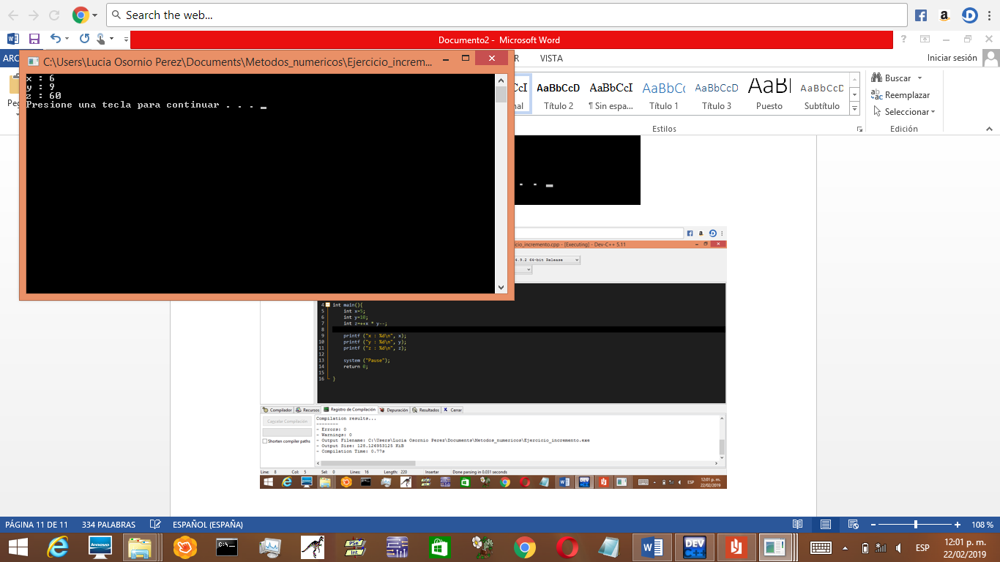 Search the web...
Documento2 - Microsoft Word
ARC
R
VISTA
Iniciar sesión
C:\Users\Lucia Osornio Perez\Documents\Metodos_numericos\Ejercicio_increm...
x : 6
y : 9
z : 60
Presione una tecla para continuar . . . _
Peg
CcI AaBbCcD AaBbCcI AaBbCc AaBbCcD AaBb AaBbCcD
nal Título 2 ¶ Sin espa... Título 1 Título 3 Puesto Subtítulo
Estilos
Buscar
Reemplazar
Seleccionar
Edición
. . _
cio_incremento.cpp - [Executing] - Dev-C++ 5.11
4.9.2 64-bit Release
4 int main(){
5 int x=5;
6 int y=10;
7 int z=++x * y--;
8
9 printf ("x : %d\n", x);
10 printf ("y : %d\n", y);
11 printf ("z : %d\n", z);
12
13 system ("Pause");
14 return 0;
15
16 }
Compilador Recursos Registro de Compilación Depuración Resultados Cerrar
Cancelar Compilación
Shorten compiler paths
Compilation results...
--------
- Errors: 0
- Warnings: 0
- Output Filename: C:\Users\Lucia Osornio Perez\Documents\Metodos_numericos\Ejercicio_incremento.exe
- Output Size: 128.126953125 KiB
- Compilation Time: 0.77s
Line: 8 Col: 5 Sel: 0 Lines: 16 Length: 220 Insertar Done parsing in 0.031 seconds
ESP 12:01 p. m.
22/02/2019
PÁGINA 11 DE 11 334 PALABRAS ESPAÑOL (ESPAÑA) 108 %
lenovo
C:\
PSe
Int
DEV
C++
ESP
12:01 p. m.
22/02/2019